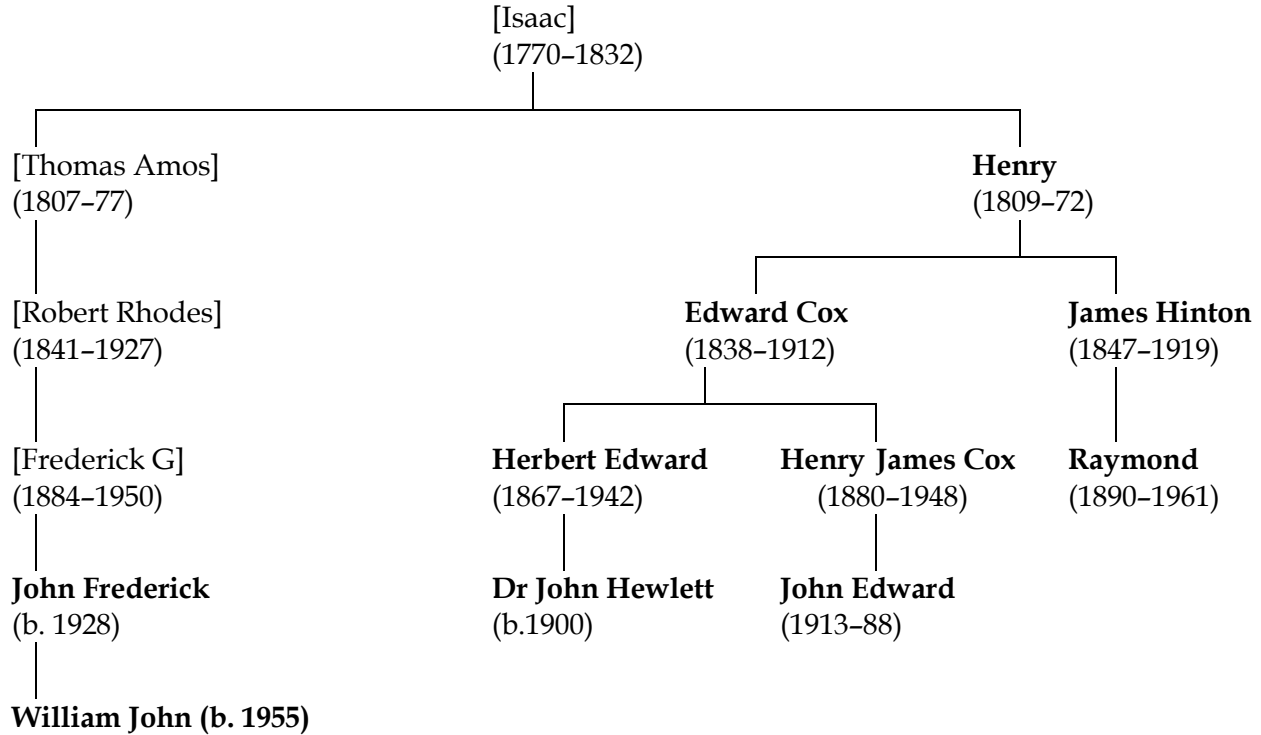 [Isaac]
(1770–1832)
[Thomas Amos]
(1807–77)
Henry
(1809–72)
[Robert Rhodes]
(1841–1927)
Edward Cox
(1838–1912)
James Hinton
(1847–1919)
[Frederick G]
(1884–1950)
Herbert Edward
(1867–1942)
Henry James Cox
(1880–1948)
Raymond
(1890–1961)
John Frederick
(b. 1928)
Dr John Hewlett
(b.1900)
John Edward
(1913–88)
William John (b. 1955)